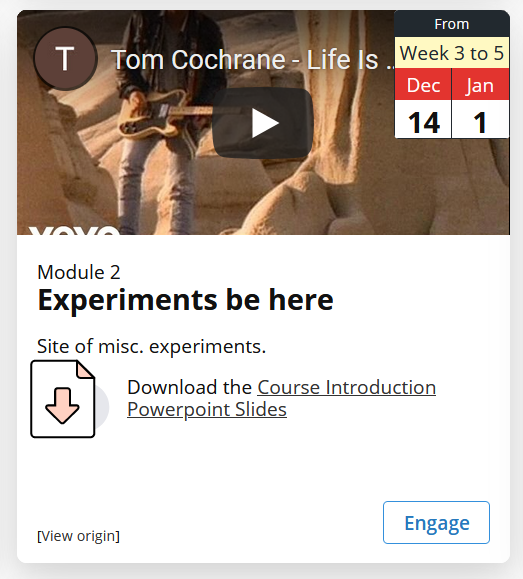 T
Tom Cochrane - Life Is ...
From
Week 3 to 5
Dec Jan
14 1
vevo
Module 2
Experiments be here
Site of misc. experiments.
Download the Course Introduction
Powerpoint Slides
[View origin]
Engage